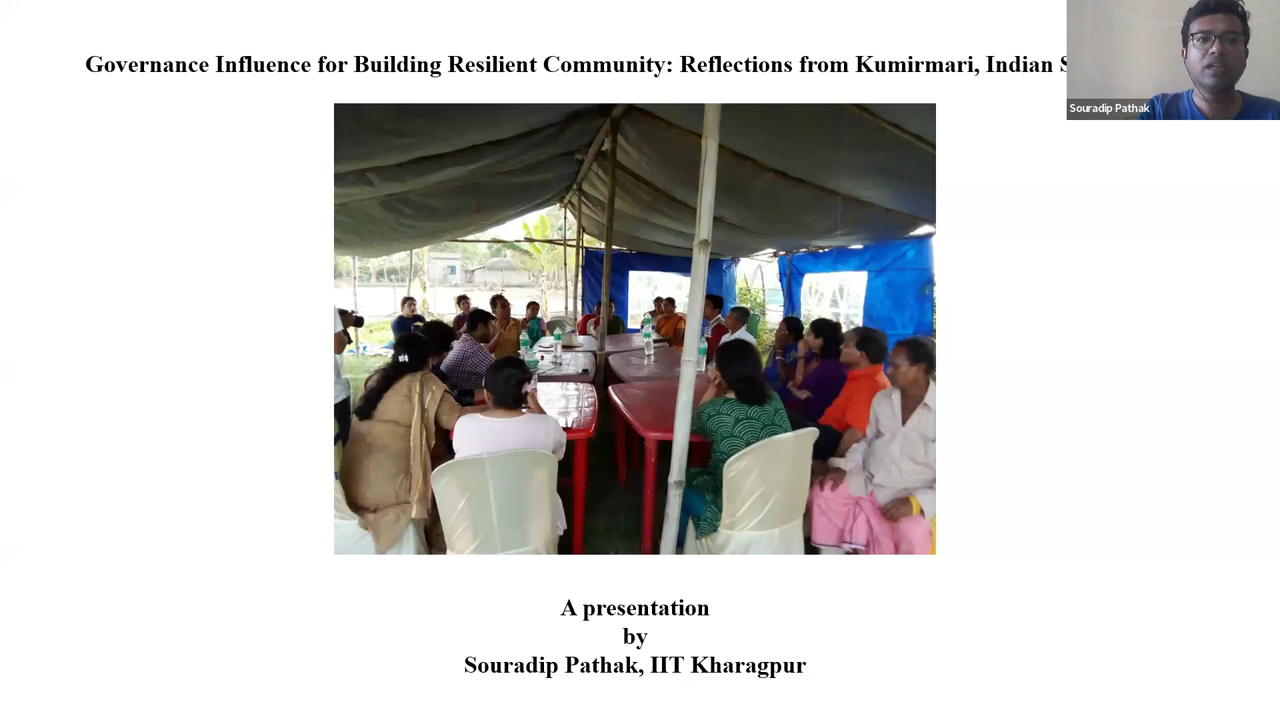 Governance Influence for Building Resilient Community: Reflections from Kumirmari, Indian
Souradip Pathak
A presentation
by
Souradip Pathak, IIT Kharagpur